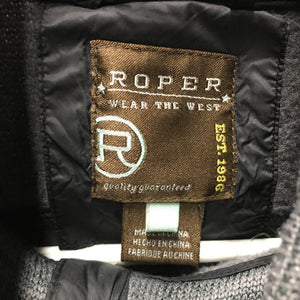 ROPER
WEAR THE WEST
EST. 1986
R
Quality guaranteed
MADE IN CHINA
HECHO EN CHINA
FABRIQUE AU CHINE